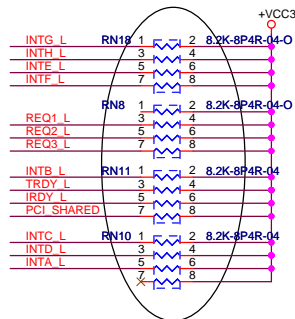 +VCC3
INTG_L RN18 1 2 8.2K-8P4R-04-O
INTH_L 3 4
INTE_L 5 6
INTF_L 7 8
RN8 1 2 8.2K-8P4R-04-O
REQ1_L 3 4
REQ2_L 5 6
REQ3_L 7 8
INTB_L RN11 1 2 8.2K-8P4R-04
TRDY_L 3 4
IRDY_L 5 6
PCI_SHARED 7 8
INTC_L RN10 1 2 8.2K-8P4R-04
INTD_L 3 4
INTA_L 5 6
7 8